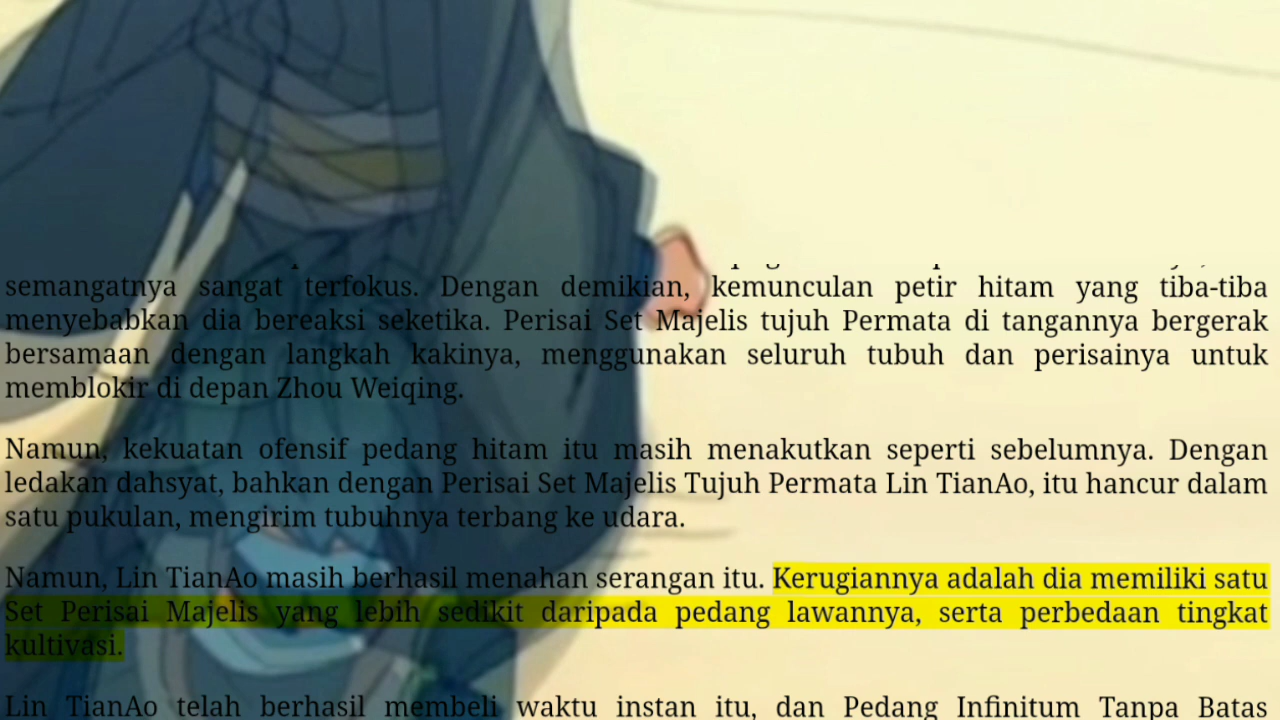 semangatnya sangat terfokus. Dengan demikian, kemunculan petir hitam yang tiba-tiba
menyebabkan dia bereaksi seketika. Perisai Set Majelis tujuh Permata di tangannya bergerak
bersamaan dengan langkah kakinya, menggunakan seluruh tubuh dan perisainya untuk
memblokir di depan Zhou Weiqing.
Namun, kekuatan ofensif pedang hitam itu masih menakutkan seperti sebelumnya. Dengan
ledakan dahsyat, bahkan dengan Perisai Set Majelis Tujuh Permata Lin TianAo, itu hancur dalam
satu pukulan, mengirim tubuhnya terbang ke udara.
Namun, Lin TianAo masih berhasil menahan serangan itu. Kerugiannya adalah dia memiliki satu
Set Perisai Majelis yang lebih sedikit daripada pedang lawannya, serta perbedaan tingkat
kultivasi.
Lin TianAo telah berhasil membeli waktu instan itu, dan Pedang Infinitum Tanpa Batas